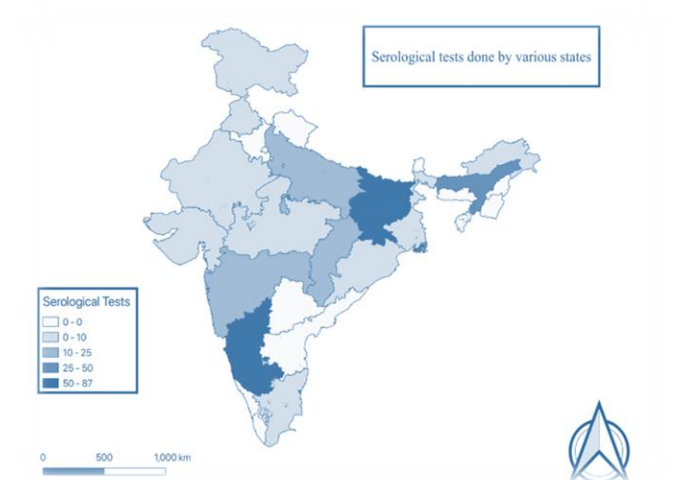 Serological tests done by various states
Serological Tests
0 - 0
0 - 10
10 - 25
25 - 50
50 - 87
0 500 1,000 km